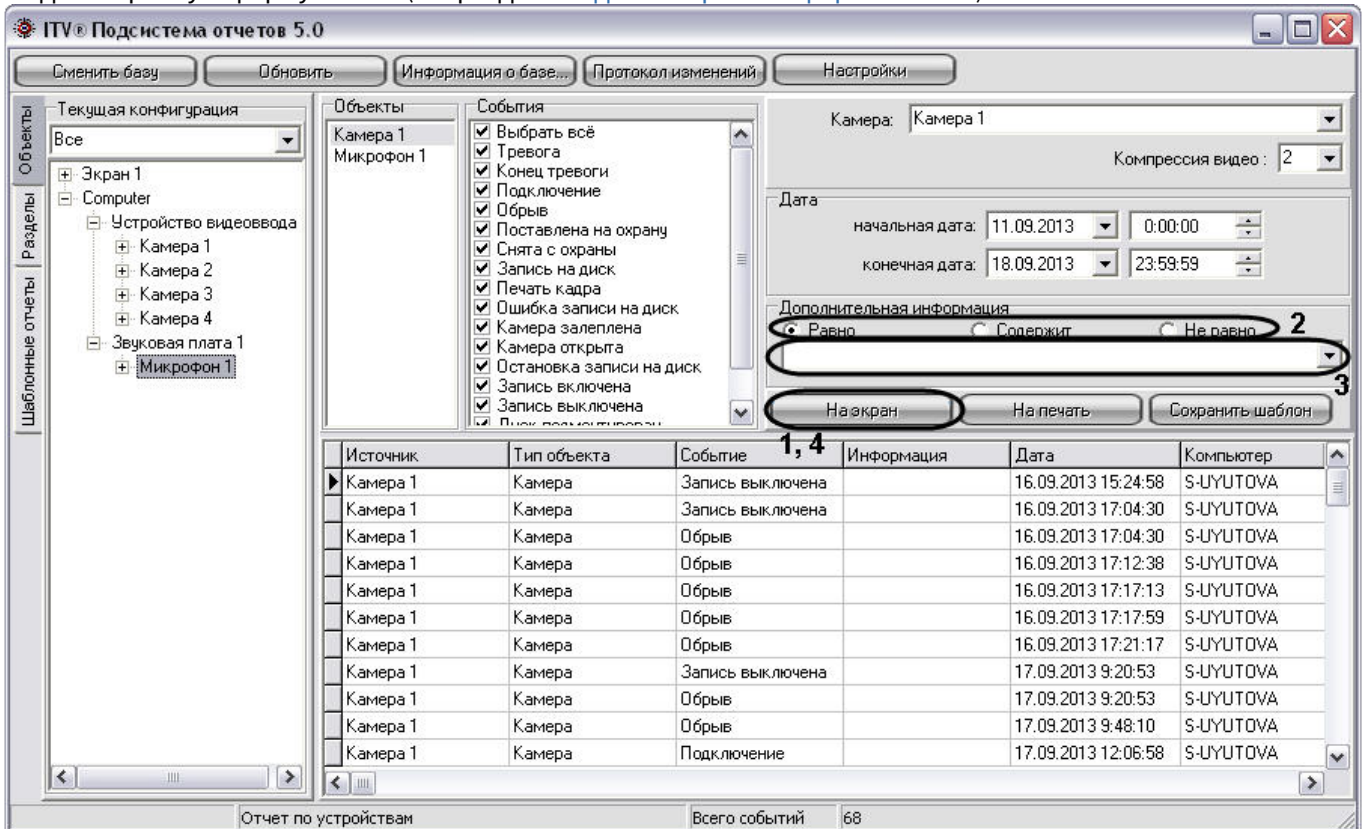 ITV® Подсистема отчетов 5.0
Сменить базу Обновить Информация о базе... Протокол изменений Настройки
Объекты
Разделы
Шаблонные отчеты
Текущая конфигурация
Все
Экран 1
Computer
Устройство видеоввода
Камера 1
Камера 2
Камера 3
Камера 4
Звуковая плата 1
Микрофон 1
Объекты
Камера 1
Микрофон 1
События
Выбрать всё
Тревога
Конец тревоги
Подключение
Обрыв
Поставлена на охрану
Снята с охраны
Запись на диск
Печать кадра
Ошибка записи на диск
Камера залеплена
Камера открыта
Остановка записи на диск
Запись включена
Запись выключена
Камера: Камера 1
Компрессия видео : 2
Дата
начальная дата: 11.09.2013 0:00:00
конечная дата: 18.09.2013 23:59:59
Дополнительная информация
Равно Содержит Не равно 2
3
На экран На печать Сохранить шаблон
1, 4
Источник Тип объекта Событие Информация Дата Компьютер
Камера 1 Камера Запись выключена 16.09.2013 15:24:58 S-UYUTOVA
Камера 1 Камера Запись выключена 16.09.2013 17:04:30 S-UYUTOVA
Камера 1 Камера Обрыв 16.09.2013 17:04:30 S-UYUTOVA
Камера 1 Камера Обрыв 16.09.2013 17:12:38 S-UYUTOVA
Камера 1 Камера Обрыв 16.09.2013 17:17:13 S-UYUTOVA
Камера 1 Камера Обрыв 16.09.2013 17:17:59 S-UYUTOVA
Камера 1 Камера Обрыв 16.09.2013 17:21:17 S-UYUTOVA
Камера 1 Камера Запись выключена 17.09.2013 9:20:53 S-UYUTOVA
Камера 1 Камера Обрыв 17.09.2013 9:20:53 S-UYUTOVA
Камера 1 Камера Обрыв 17.09.2013 9:48:10 S-UYUTOVA
Камера 1 Камера Подключение 17.09.2013 12:06:58 S-UYUTOVA
Отчет по устройствам Всего событий 68